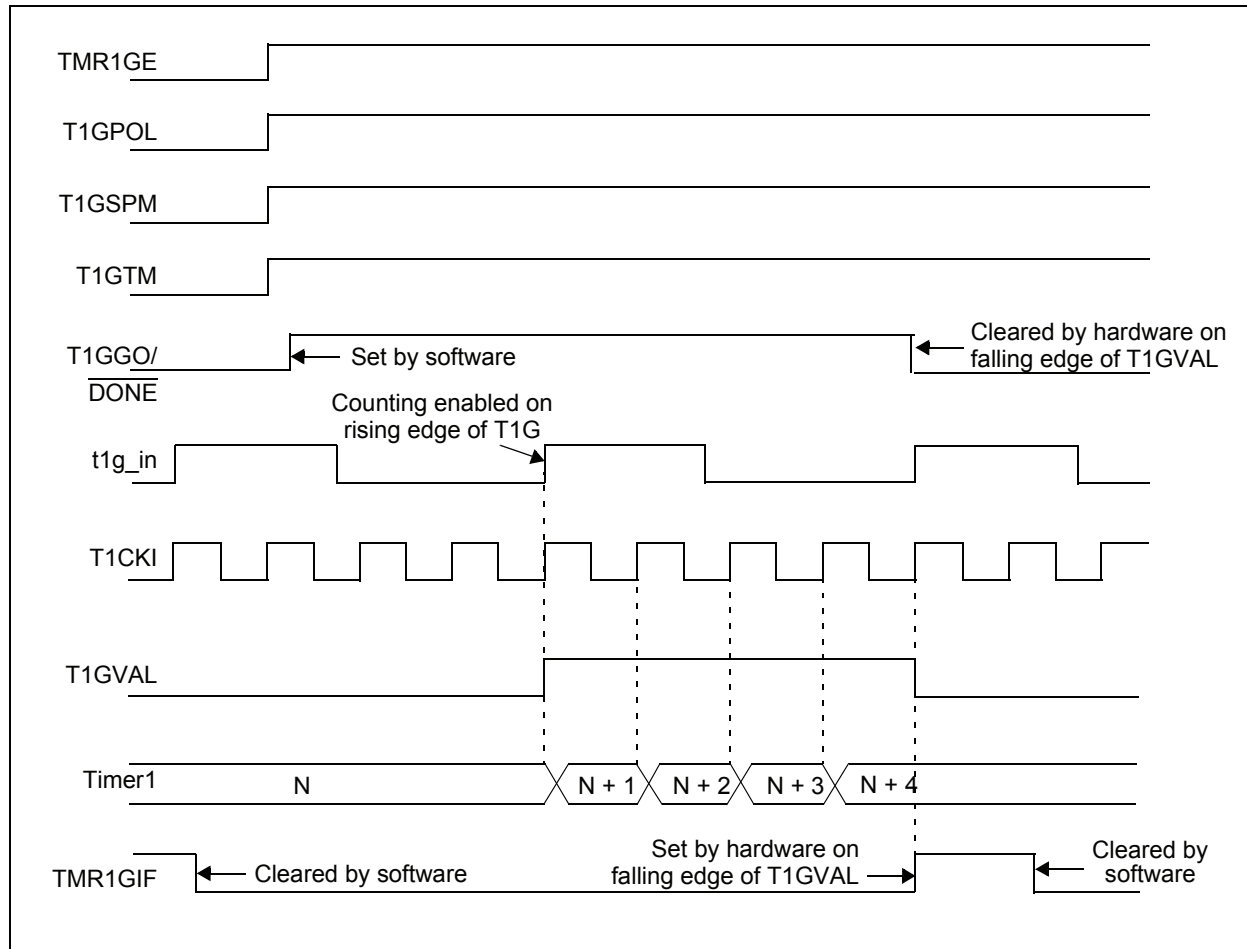 TMR1GE
T1GPOL
T1GSPM
T1GTM
T1GGO/
DONE
Set by software
Cleared by hardware on
falling edge of T1GVAL
Counting enabled on
rising edge of T1G
t1g_in
T1CKI
T1GVAL
Timer1
N
N + 1
N + 2
N + 3
N + 4
TMR1GIF
Cleared by software
Set by hardware on
falling edge of T1GVAL
Cleared by
software